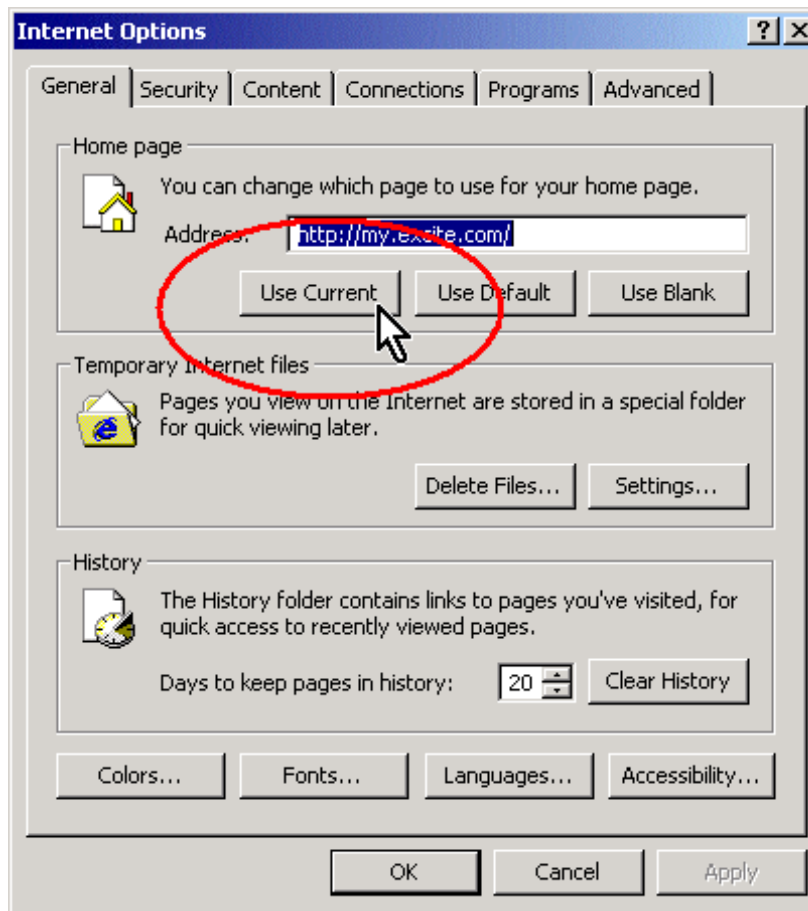 Internet Options
General Security Content Connections Programs Advanced
Home page
You can change which page to use for your home page.
Address: http://my.excite.com/
Use Current Use Default Use Blank
Temporary Internet files
Pages you view on the Internet are stored in a special folder
for quick viewing later.
Delete Files... Settings...
History
The History folder contains links to pages you've visited, for
quick access to recently viewed pages.
Days to keep pages in history: 20 Clear History
Colors... Fonts... Languages... Accessibility...
OK Cancel Apply